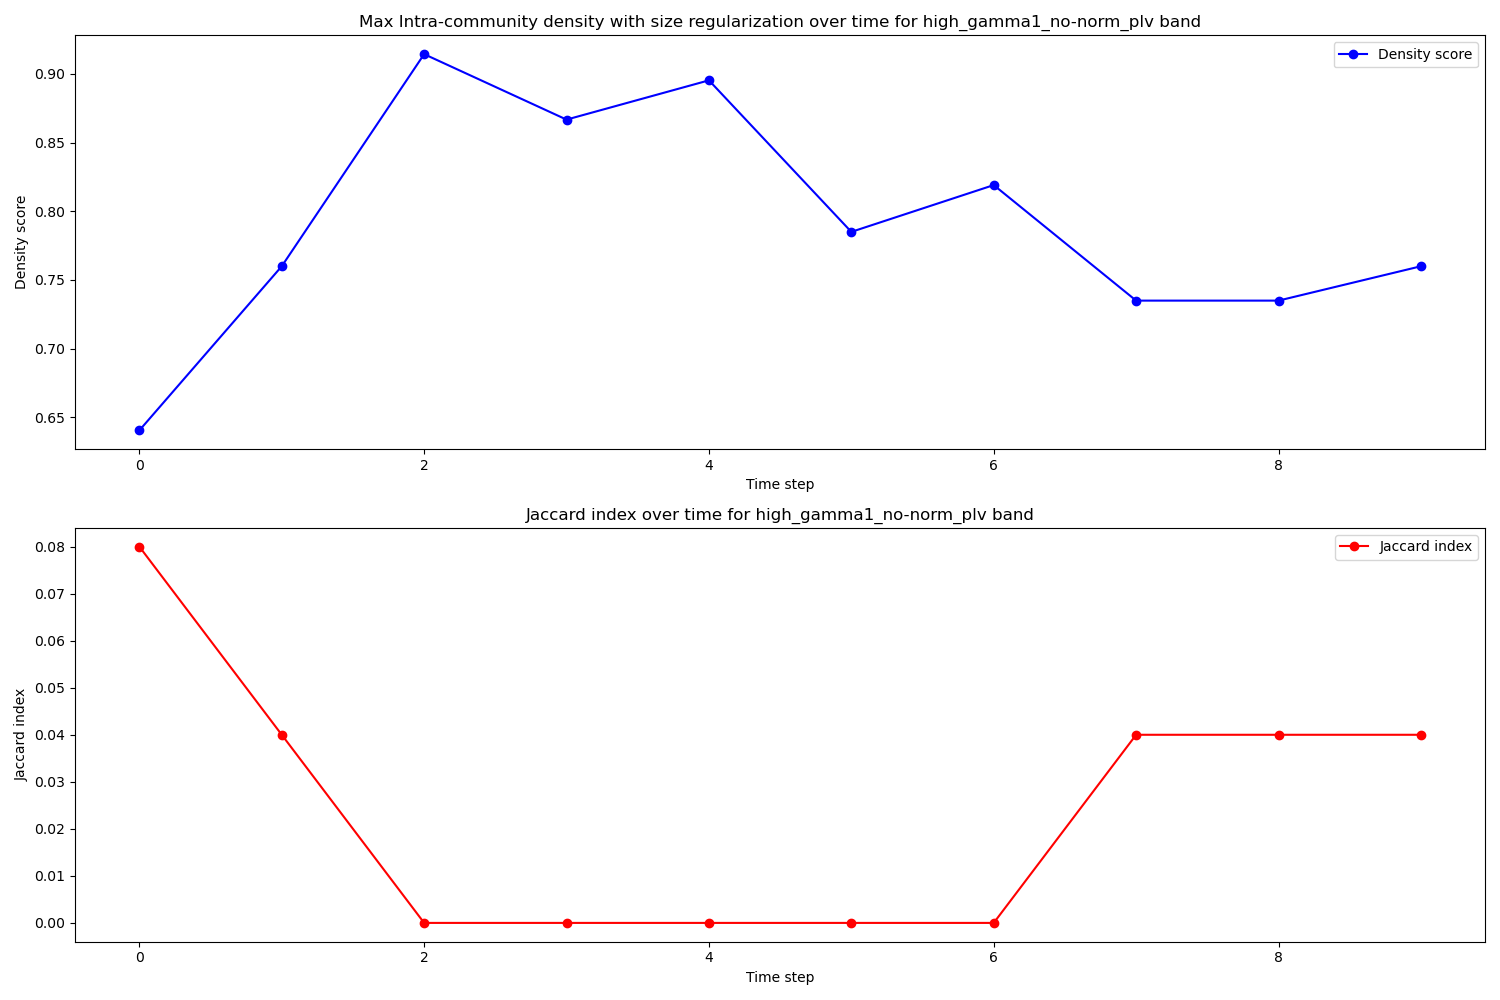 Max Intra-community density with size regularization over time for high_gamma1_no-norm_plv band
Density score
0.90
0.85
0.80
0.75
0.70
0.65
Density score
0 2 4 6 8
Time step
Jaccard index over time for high_gamma1_no-norm_plv band
Jaccard index
0.08
0.07
0.06
0.05
0.04
0.03
0.02
0.01
0.00
Jaccard index
0 2 4 6 8
Time step